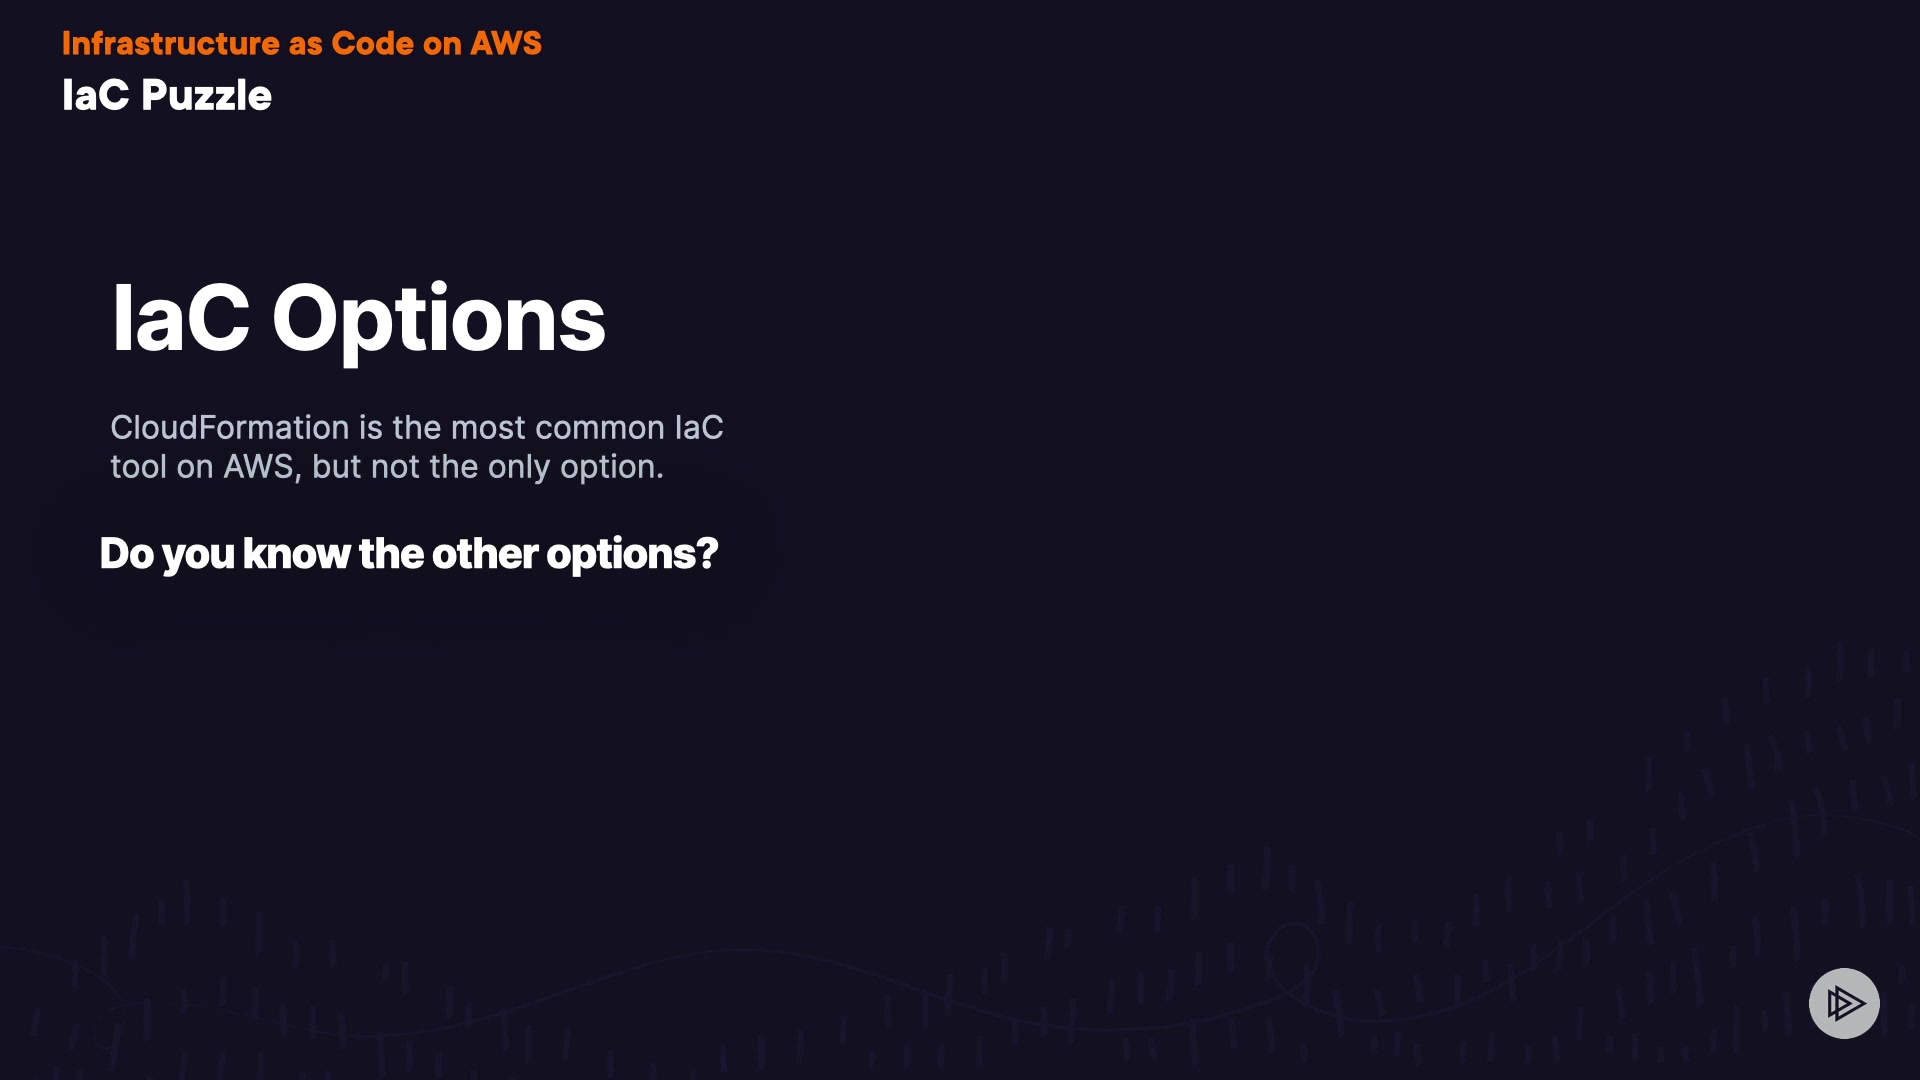 Infrastructure as Code on AWS
IaC Puzzle
IaC Options
CloudFormation is the most common IaC
tool on AWS, but not the only option.
Do you know the other options?